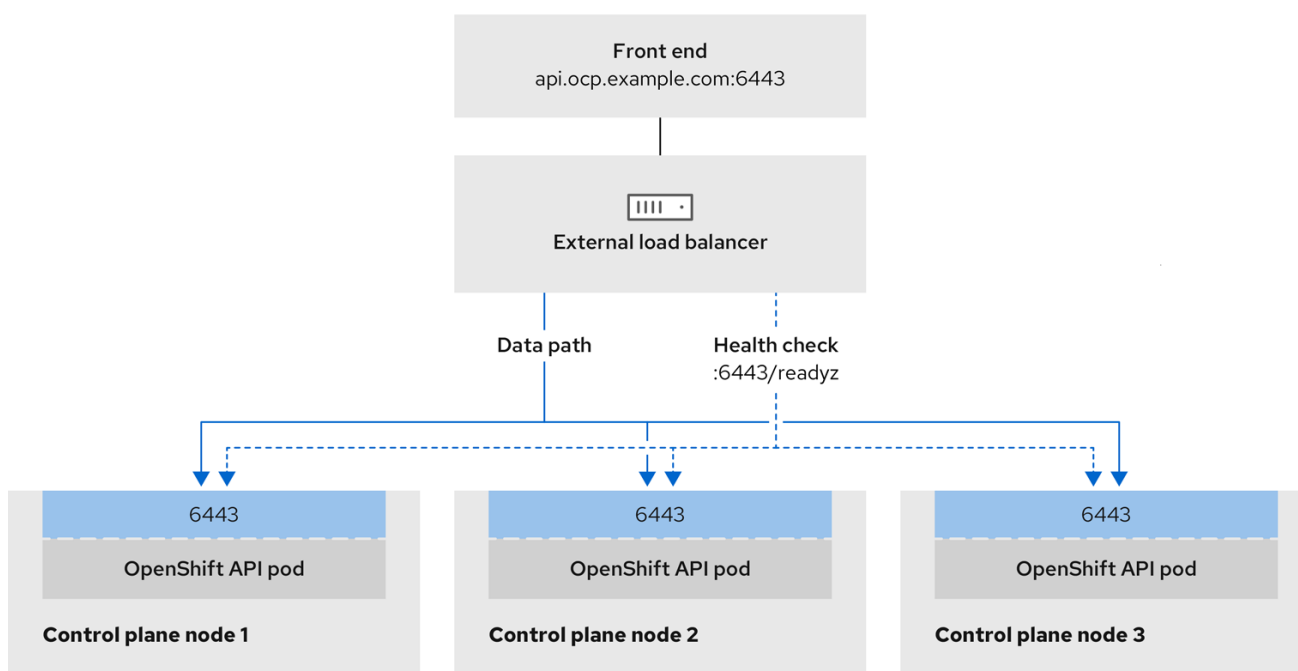 Front end
api.ocp.example.com:6443
External load balancer
Data path
Health check
:6443/readyz
6443
OpenShift API pod
Control plane node 1
6443
OpenShift API pod
Control plane node 2
6443
OpenShift API pod
Control plane node 3